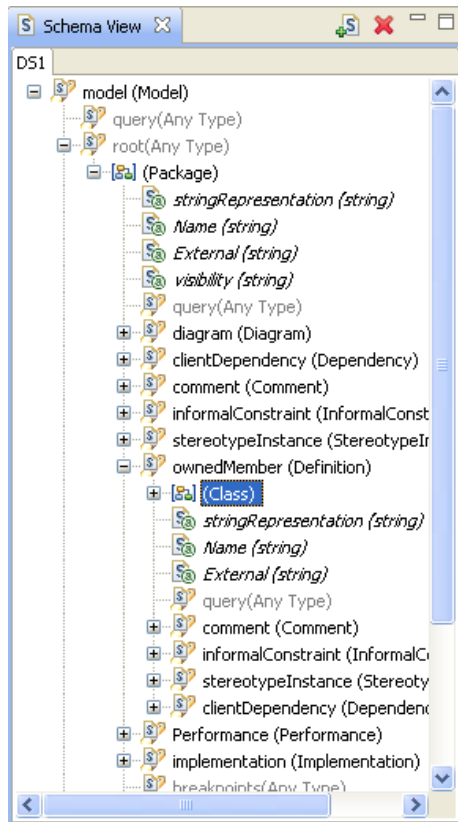 Schema View
DS1
model (Model)
query(Any Type)
root(Any Type)
(Package)
stringRepresentation {string}
Name {string}
External {string}
visibility {string}
query(Any Type)
diagram (Diagram)
clientDependency (Dependency)
comment (Comment)
informalConstraint (InformalConst
stereotypeInstance (StereotypeIr
ownedMember (Definition)
(Class)
stringRepresentation {string}
Name {string}
External {string}
query(Any Type)
comment (Comment)
informalConstraint (InformalC
stereotypeInstance (Stereoty
clientDependency (Dependenc
Performance (Performance)
implementation (Implementation)
breakpoints(Any Type)